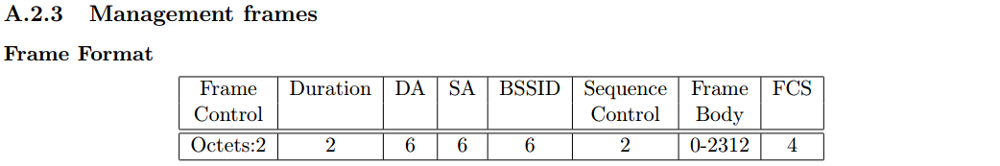 A.2.3 Management frames
Frame Format
Frame Duration DA SA BSSID Sequence Frame FCS
Control Control Body
Octets:2 2 6 6 6 2 0-2312 4